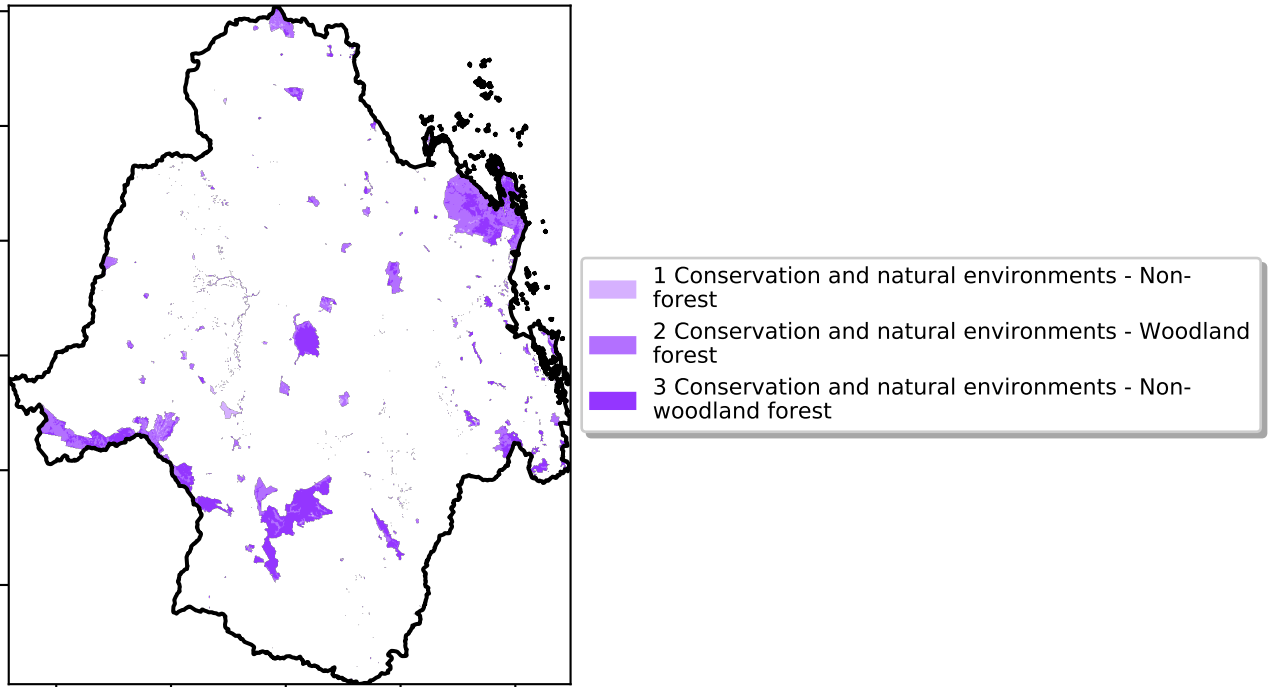 1 Conservation and natural environments - Non-
forest
2 Conservation and natural environments - Woodland
forest
3 Conservation and natural environments - Non-
woodland forest